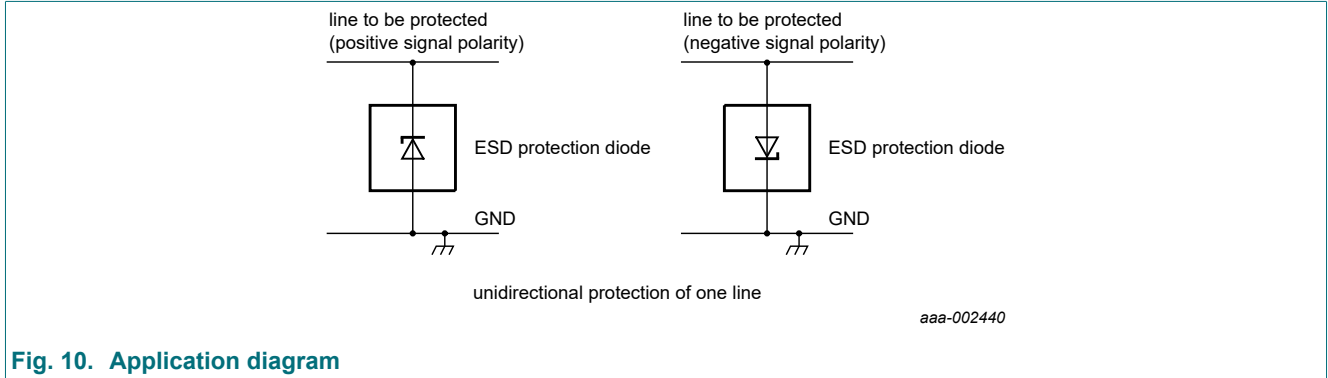 line to be protected
(positive signal polarity)
line to be protected
(negative signal polarity)
ESD protection diode
ESD protection diode
GND
GND
unidirectional protection of one line
aaa-002440
Fig. 10. Application diagram